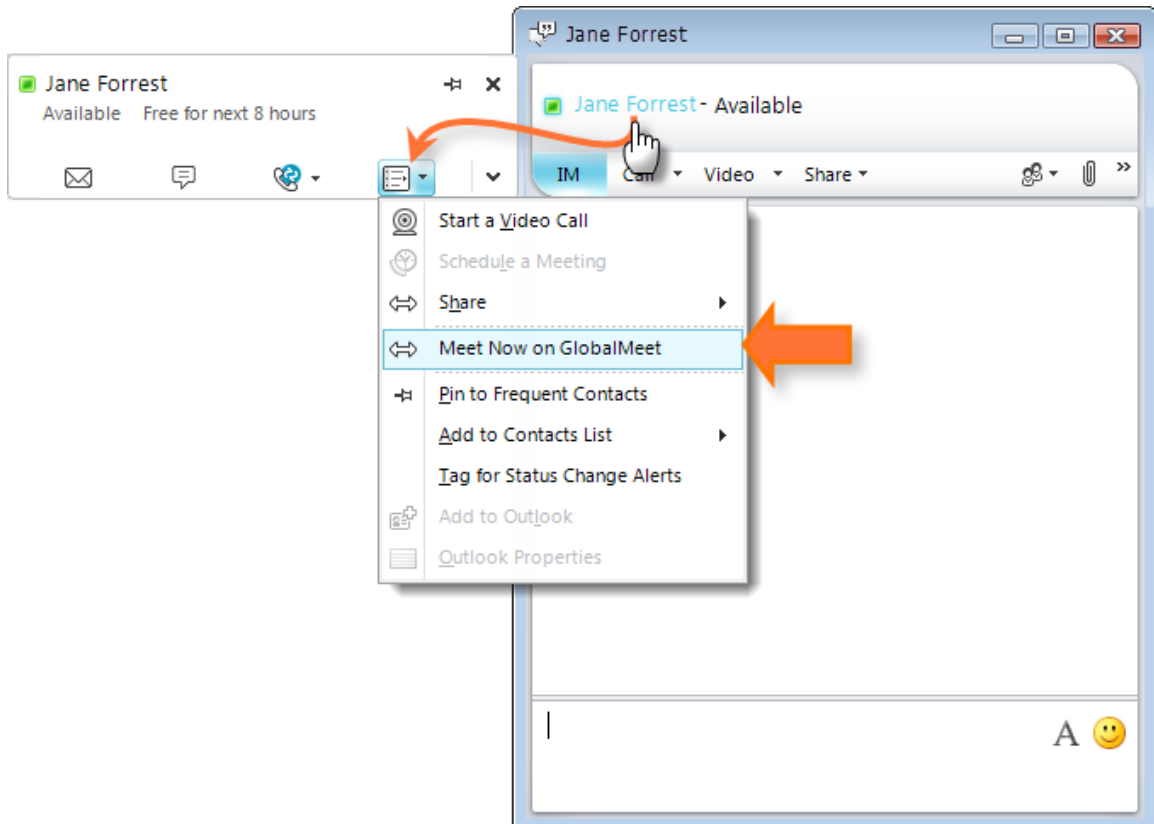 Jane Forrest
Jane Forrest
Available Free for next 8 hours
Jane Forrest - Available
IM Call Video Share
Start a Video Call
Schedule a Meeting
Share
Meet Now on GlobalMeet
Pin to Frequent Contacts
Add to Contacts List
Tag for Status Change Alerts
Add to Outlook
Outlook Properties
A